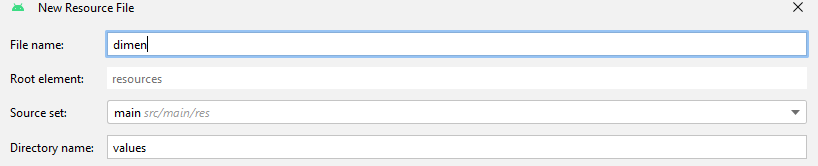 New Resource File
File name: dimen
Root element: resources
Source set: main src/main/res
Directory name: values